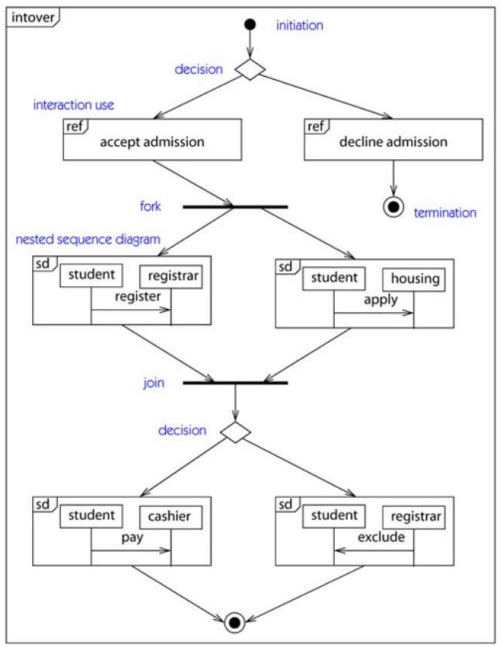 intover
initiation
decision
interaction use
ref
accept admission
ref
decline admission
fork
termination
nested sequence diagram
sd
student
registrar
register
sd
student
housing
apply
join
decision
sd
student
cashier
pay
sd
student
registrar
exclude